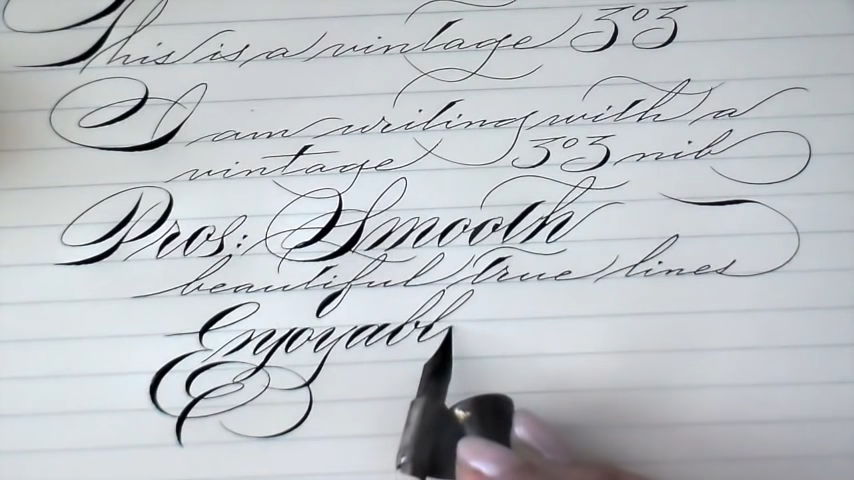 This is a vintage 303
I am writing with a
vintage 303 nib
Pros: Smooth
beautiful true lines
Enjoyabl